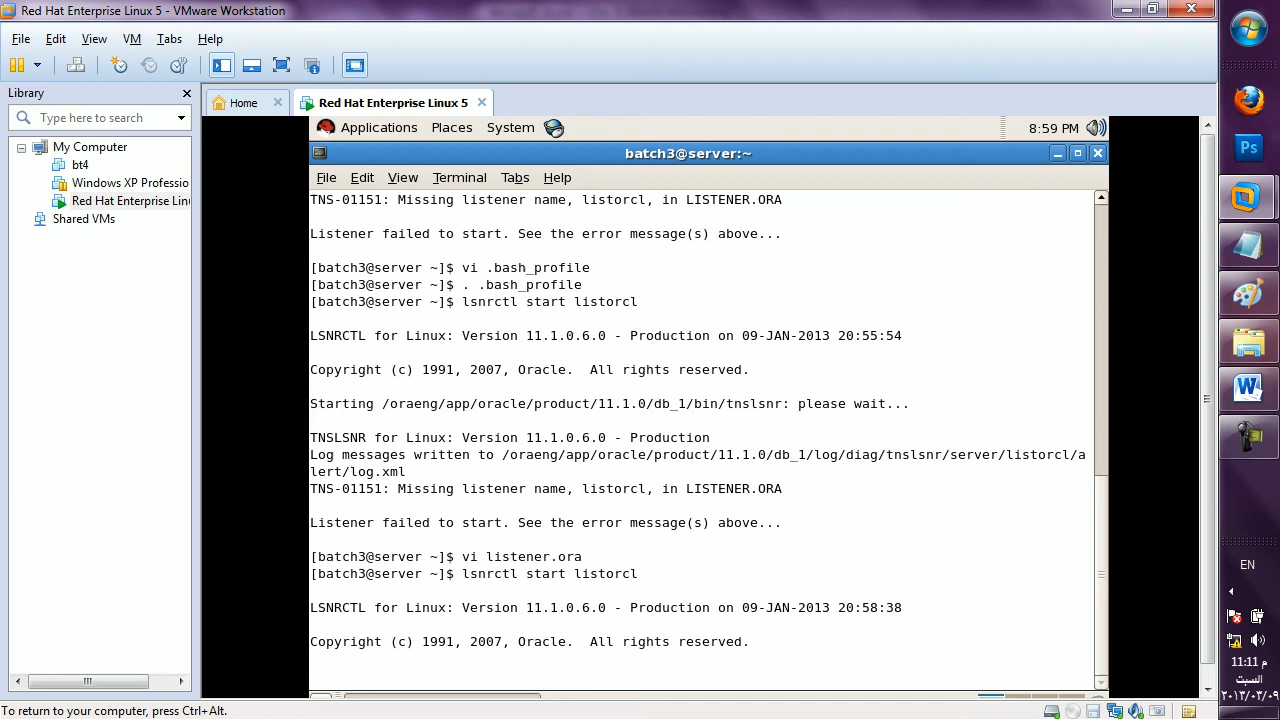 Red Hat Enterprise Linux 5 - VMware Workstation
File Edit View VM Tabs Help
Library
Type here to search
My Computer
bt4
Windows XP Professio
Red Hat Enterprise Lin
Shared VMs
Home
Red Hat Enterprise Linux 5
Applications Places System
8:59 PM
batch3@server:~
File Edit View Terminal Tabs Help
TNS-01151: Missing listener name, listorcl, in LISTENER.ORA
Listener failed to start. See the error message(s) above...
[batch3@server ~]$ vi .bash_profile
[batch3@server ~]$ . .bash_profile
[batch3@server ~]$ lsnrctl start listorcl
LSNRCTL for Linux: Version 11.1.0.6.0 - Production on 09-JAN-2013 20:55:54
Copyright (c) 1991, 2007, Oracle.  All rights reserved.
Starting /oraeng/app/oracle/product/11.1.0/db_1/bin/tnslsnr: please wait...
TNSLSNR for Linux: Version 11.1.0.6.0 - Production
Log messages written to /oraeng/app/oracle/product/11.1.0/db_1/log/diag/tnslsnr/server/listorcl/a
lert/log.xml
TNS-01151: Missing listener name, listorcl, in LISTENER.ORA
Listener failed to start. See the error message(s) above...
[batch3@server ~]$ vi listener.ora
[batch3@server ~]$ lsnrctl start listorcl
LSNRCTL for Linux: Version 11.1.0.6.0 - Production on 09-JAN-2013 20:58:38
Copyright (c) 1991, 2007, Oracle.  All rights reserved.
To return to your computer, press Ctrl+Alt.
Ps
W
EN
11:11 م
السبت
٢٠١٣/٠٣/٠٩